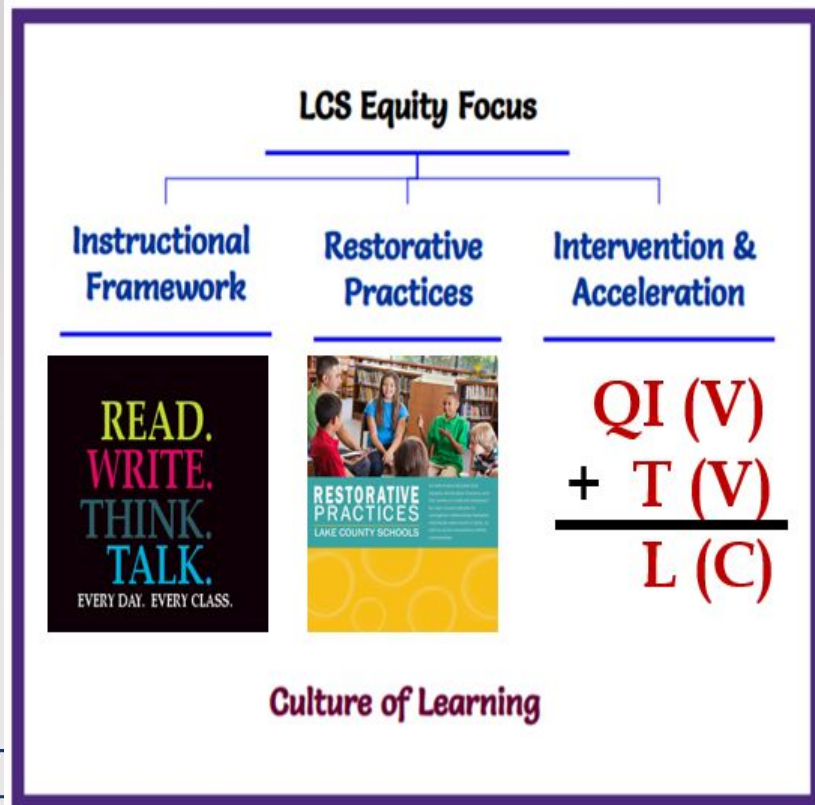 LCS Equity Focus
Instructional
Framework
Restorative
Practices
Intervention &
Acceleration
READ.
WRITE.
THINK.
TALK.
EVERY DAY. EVERY CLASS.
RESTORATIVE
PRACTICES
LAKE COUNTY SCHOOLS
QI (V)
+ T (V)
L (C)
Culture of Learning